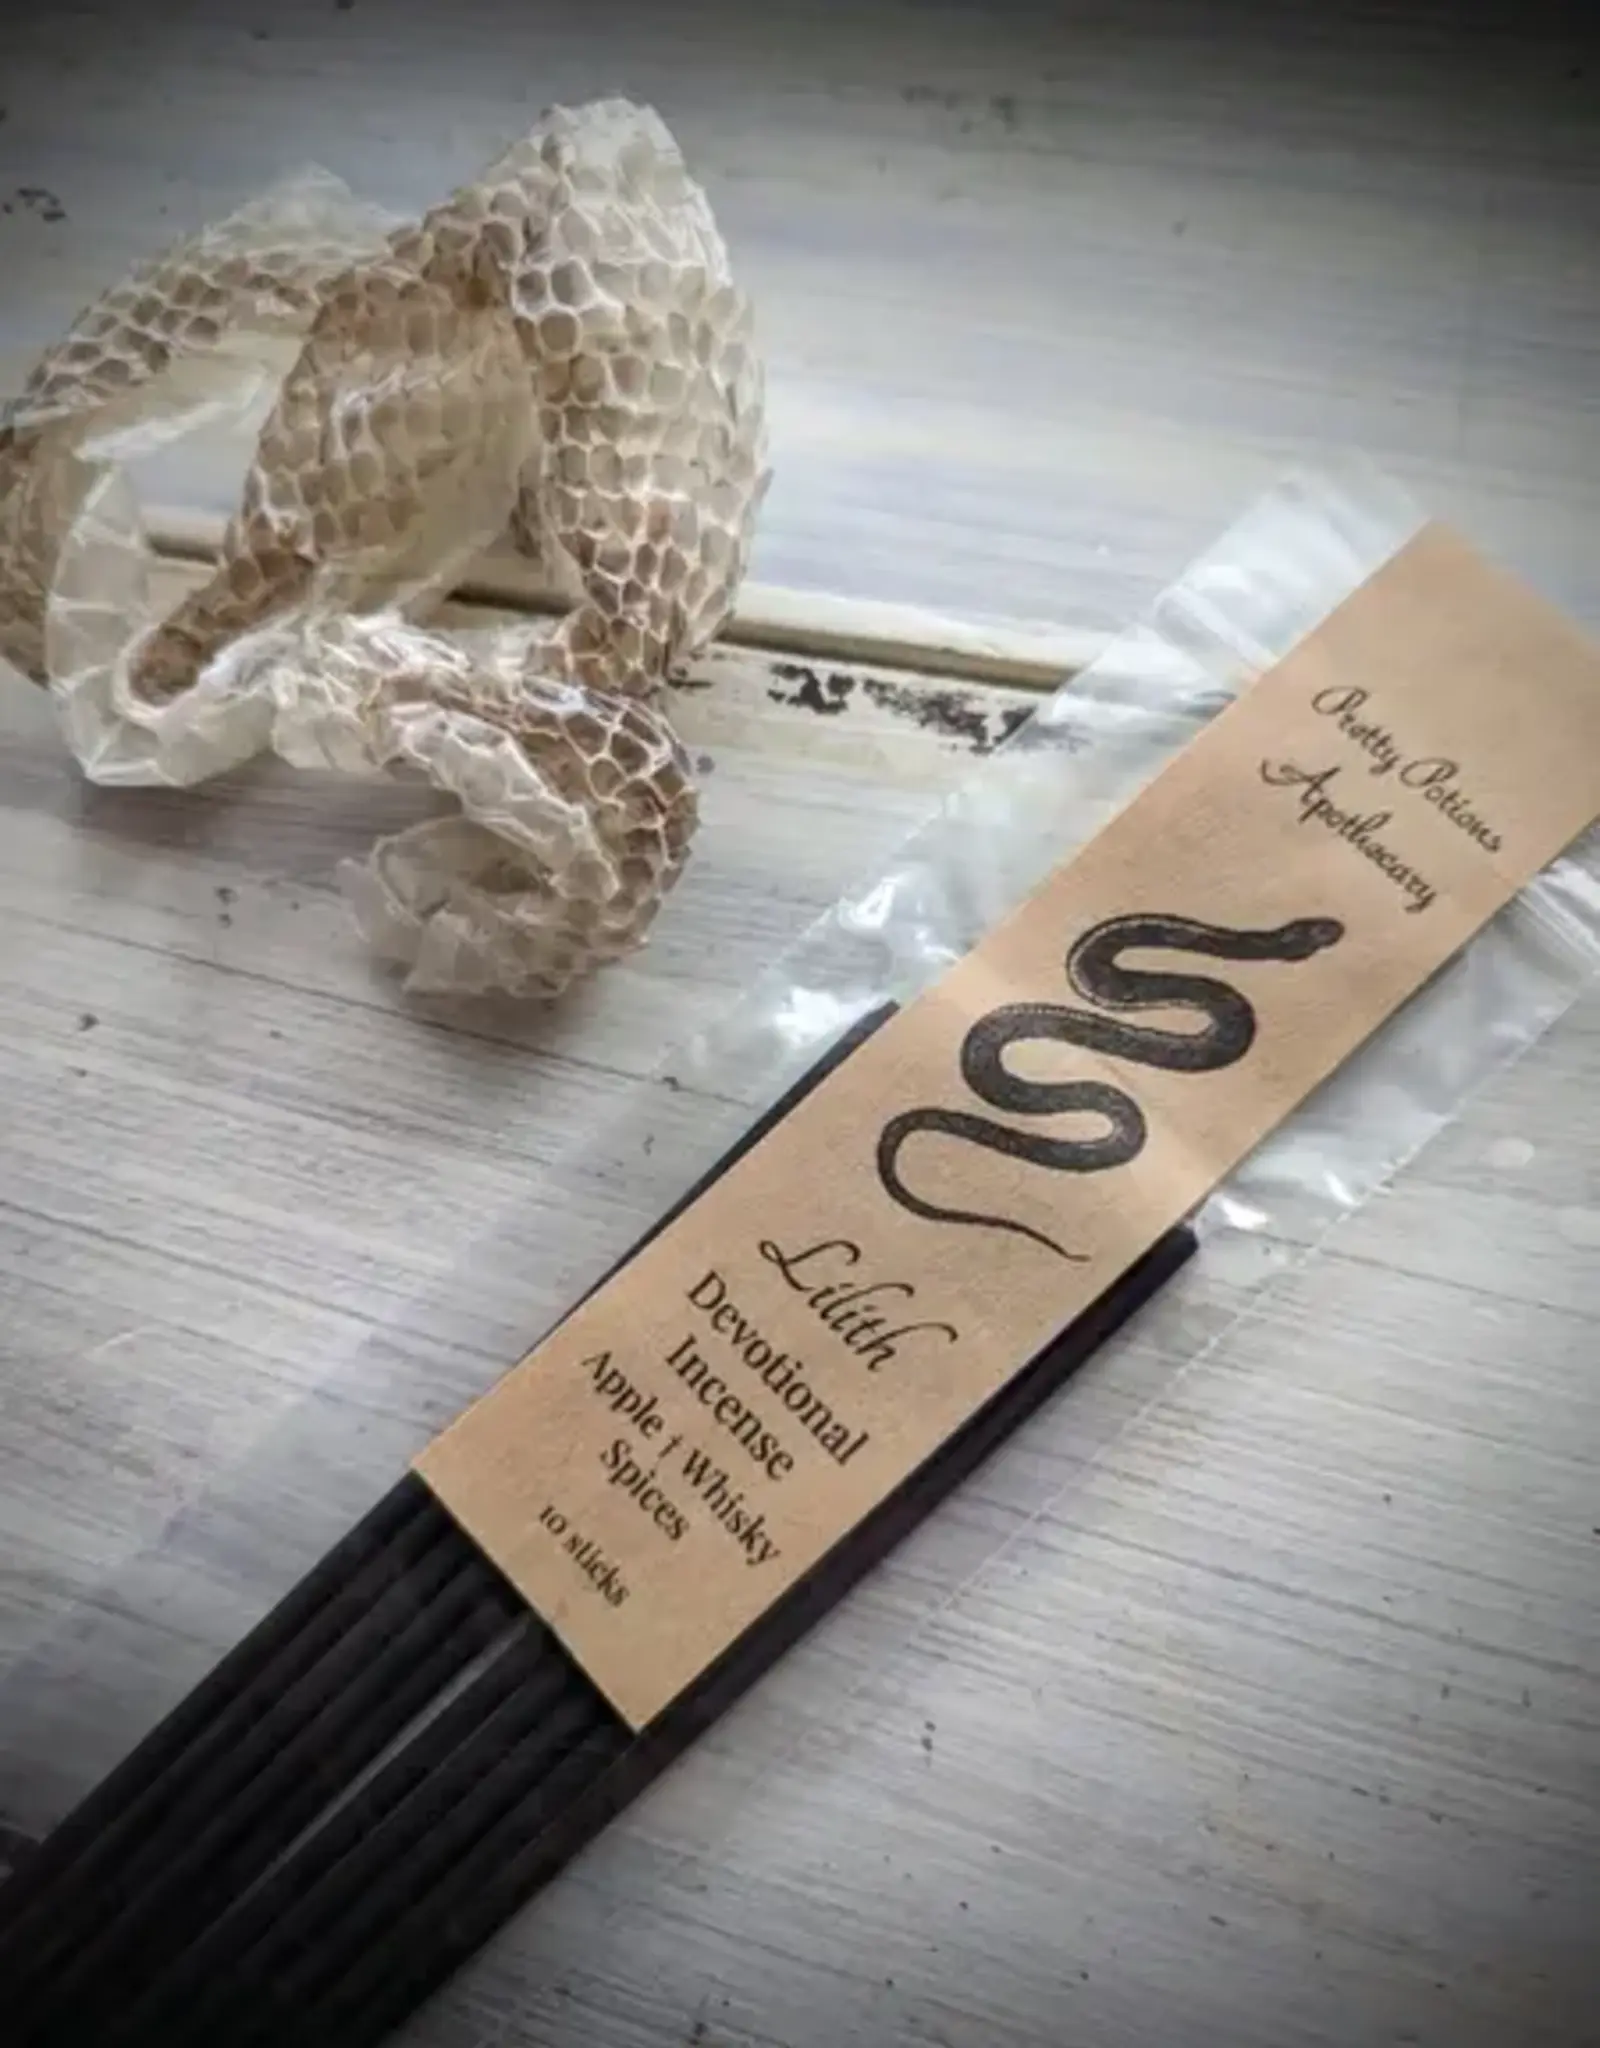 Pretty Potions
Apothecary
Lilith
Devotional
Incense
Apple † Whisky
Spices
10 sticks